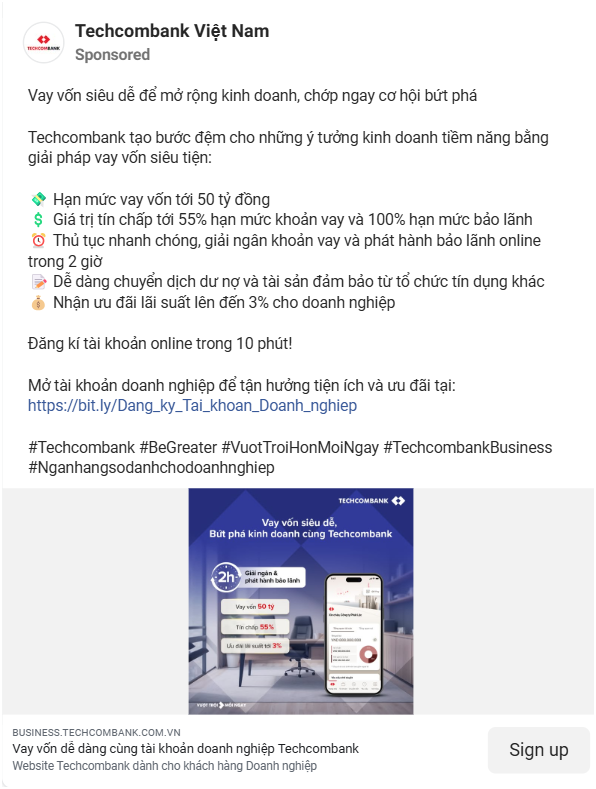 TECHCOMBANK
Techcombank Việt Nam
Sponsored
Vay vốn siêu dễ để mở rộng kinh doanh, chớp ngay cơ hội bứt phá
Techcombank tạo bước đệm cho những ý tưởng kinh doanh tiềm năng bằng
giải pháp vay vốn siêu tiện:
💸 Hạn mức vay vốn tới 50 tỷ đồng
💲 Giá trị tín chấp tới 55% hạn mức khoản vay và 100% hạn mức bảo lãnh
⏰ Thủ tục nhanh chóng, giải ngân khoản vay và phát hành bảo lãnh online
trong 2 giờ
📝 Dễ dàng chuyển dịch dư nợ và tài sản đảm bảo từ tổ chức tín dụng khác
💰 Nhận ưu đãi lãi suất lên đến 3% cho doanh nghiệp
Đăng kí tài khoản online trong 10 phút!
Mở tài khoản doanh nghiệp để tận hưởng tiện ích và ưu đãi tại:
https://bit.ly/Dang_ky_Tai_khoan_Doanh_nghiep
#Techcombank #BeGreater #VuotTroiHonMoiNgay #TechcombankBusiness
#Nganhangsodanhchodoanhnghiep
TECHCOMBANK
Vay vốn siêu dễ,
Bứt phá kinh doanh cùng Techcombank
2h
Giải ngân &
phát hành bảo lãnh
Vay vốn 50 tỷ
Tín chấp 55%
Ưu đãi lãi suất tới 3%
VƯỢT TRỘI MỖI NGÀY
BUSINESS.TECHCOMBANK.COM.VN
Vay vốn dễ dàng cùng tài khoản doanh nghiệp Techcombank
Website Techcombank dành cho khách hàng Doanh nghiệp
Sign up